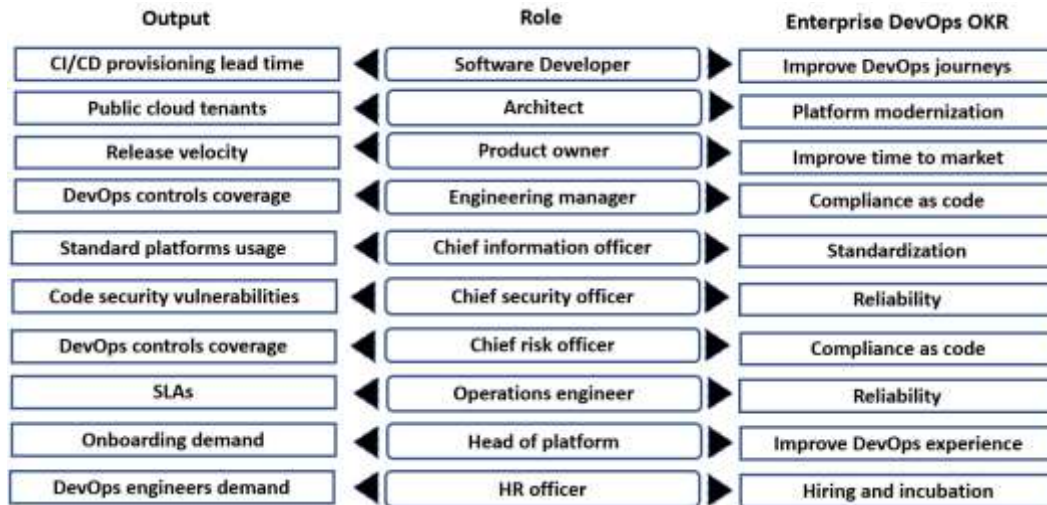 Output Role Enterprise DevOps OKR
CI/CD provisioning lead time Software Developer Improve DevOps journeys
Public cloud tenants Architect Platform modernization
Release velocity Product owner Improve time to market
DevOps controls coverage Engineering manager Compliance as code
Standard platforms usage Chief information officer Standardization
Code security vulnerabilities Chief security officer Reliability
DevOps controls coverage Chief risk officer Compliance as code
SLAs Operations engineer Reliability
Onboarding demand Head of platform Improve DevOps experience
DevOps engineers demand HR officer Hiring and incubation